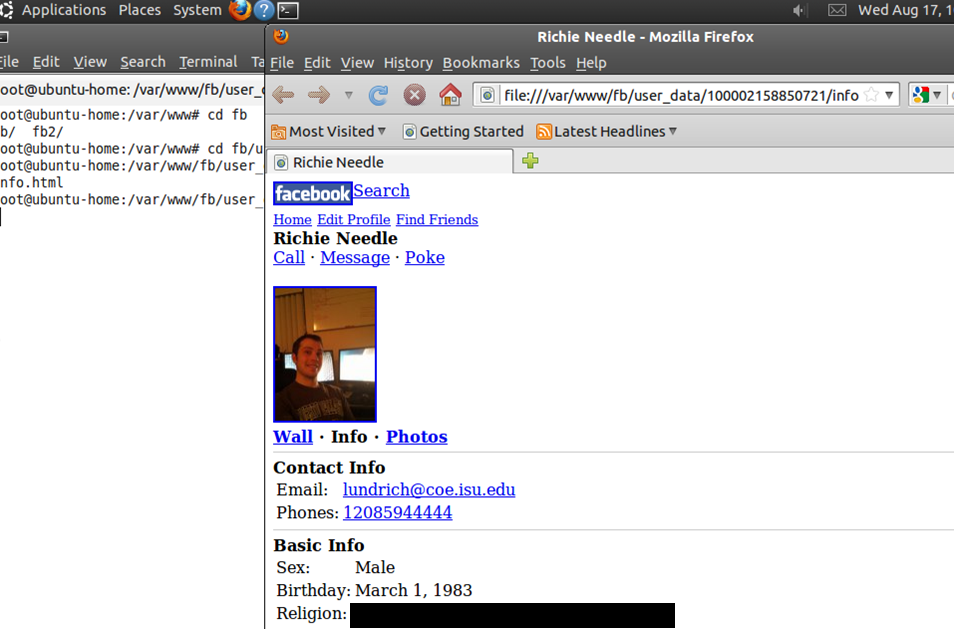 Applications Places System ? Wed Aug 17, 1
Richie Needle - Mozilla Firefox
ile Edit View Search Terminal Ta
File Edit View History Bookmarks Tools Help
oot@ubuntu-home: /var/www/fb/user_
file:///var/www/fb/user_data/100002158850721/info
oot@ubuntu-home:/var/www# cd fb
b/ fb2/
oot@ubuntu-home:/var/www# cd fb/u
oot@ubuntu-home:/var/www/fb/user_
nfo.html
oot@ubuntu-home:/var/www/fb/user_
Most Visited Getting Started Latest Headlines
Richie Needle
facebook Search
Home Edit Profile Find Friends
Richie Needle
Call · Message · Poke
Wall · Info · Photos
Contact Info
Email: lundrich@coe.isu.edu
Phones: 12085944444
Basic Info
Sex: Male
Birthday: March 1, 1983
Religion: